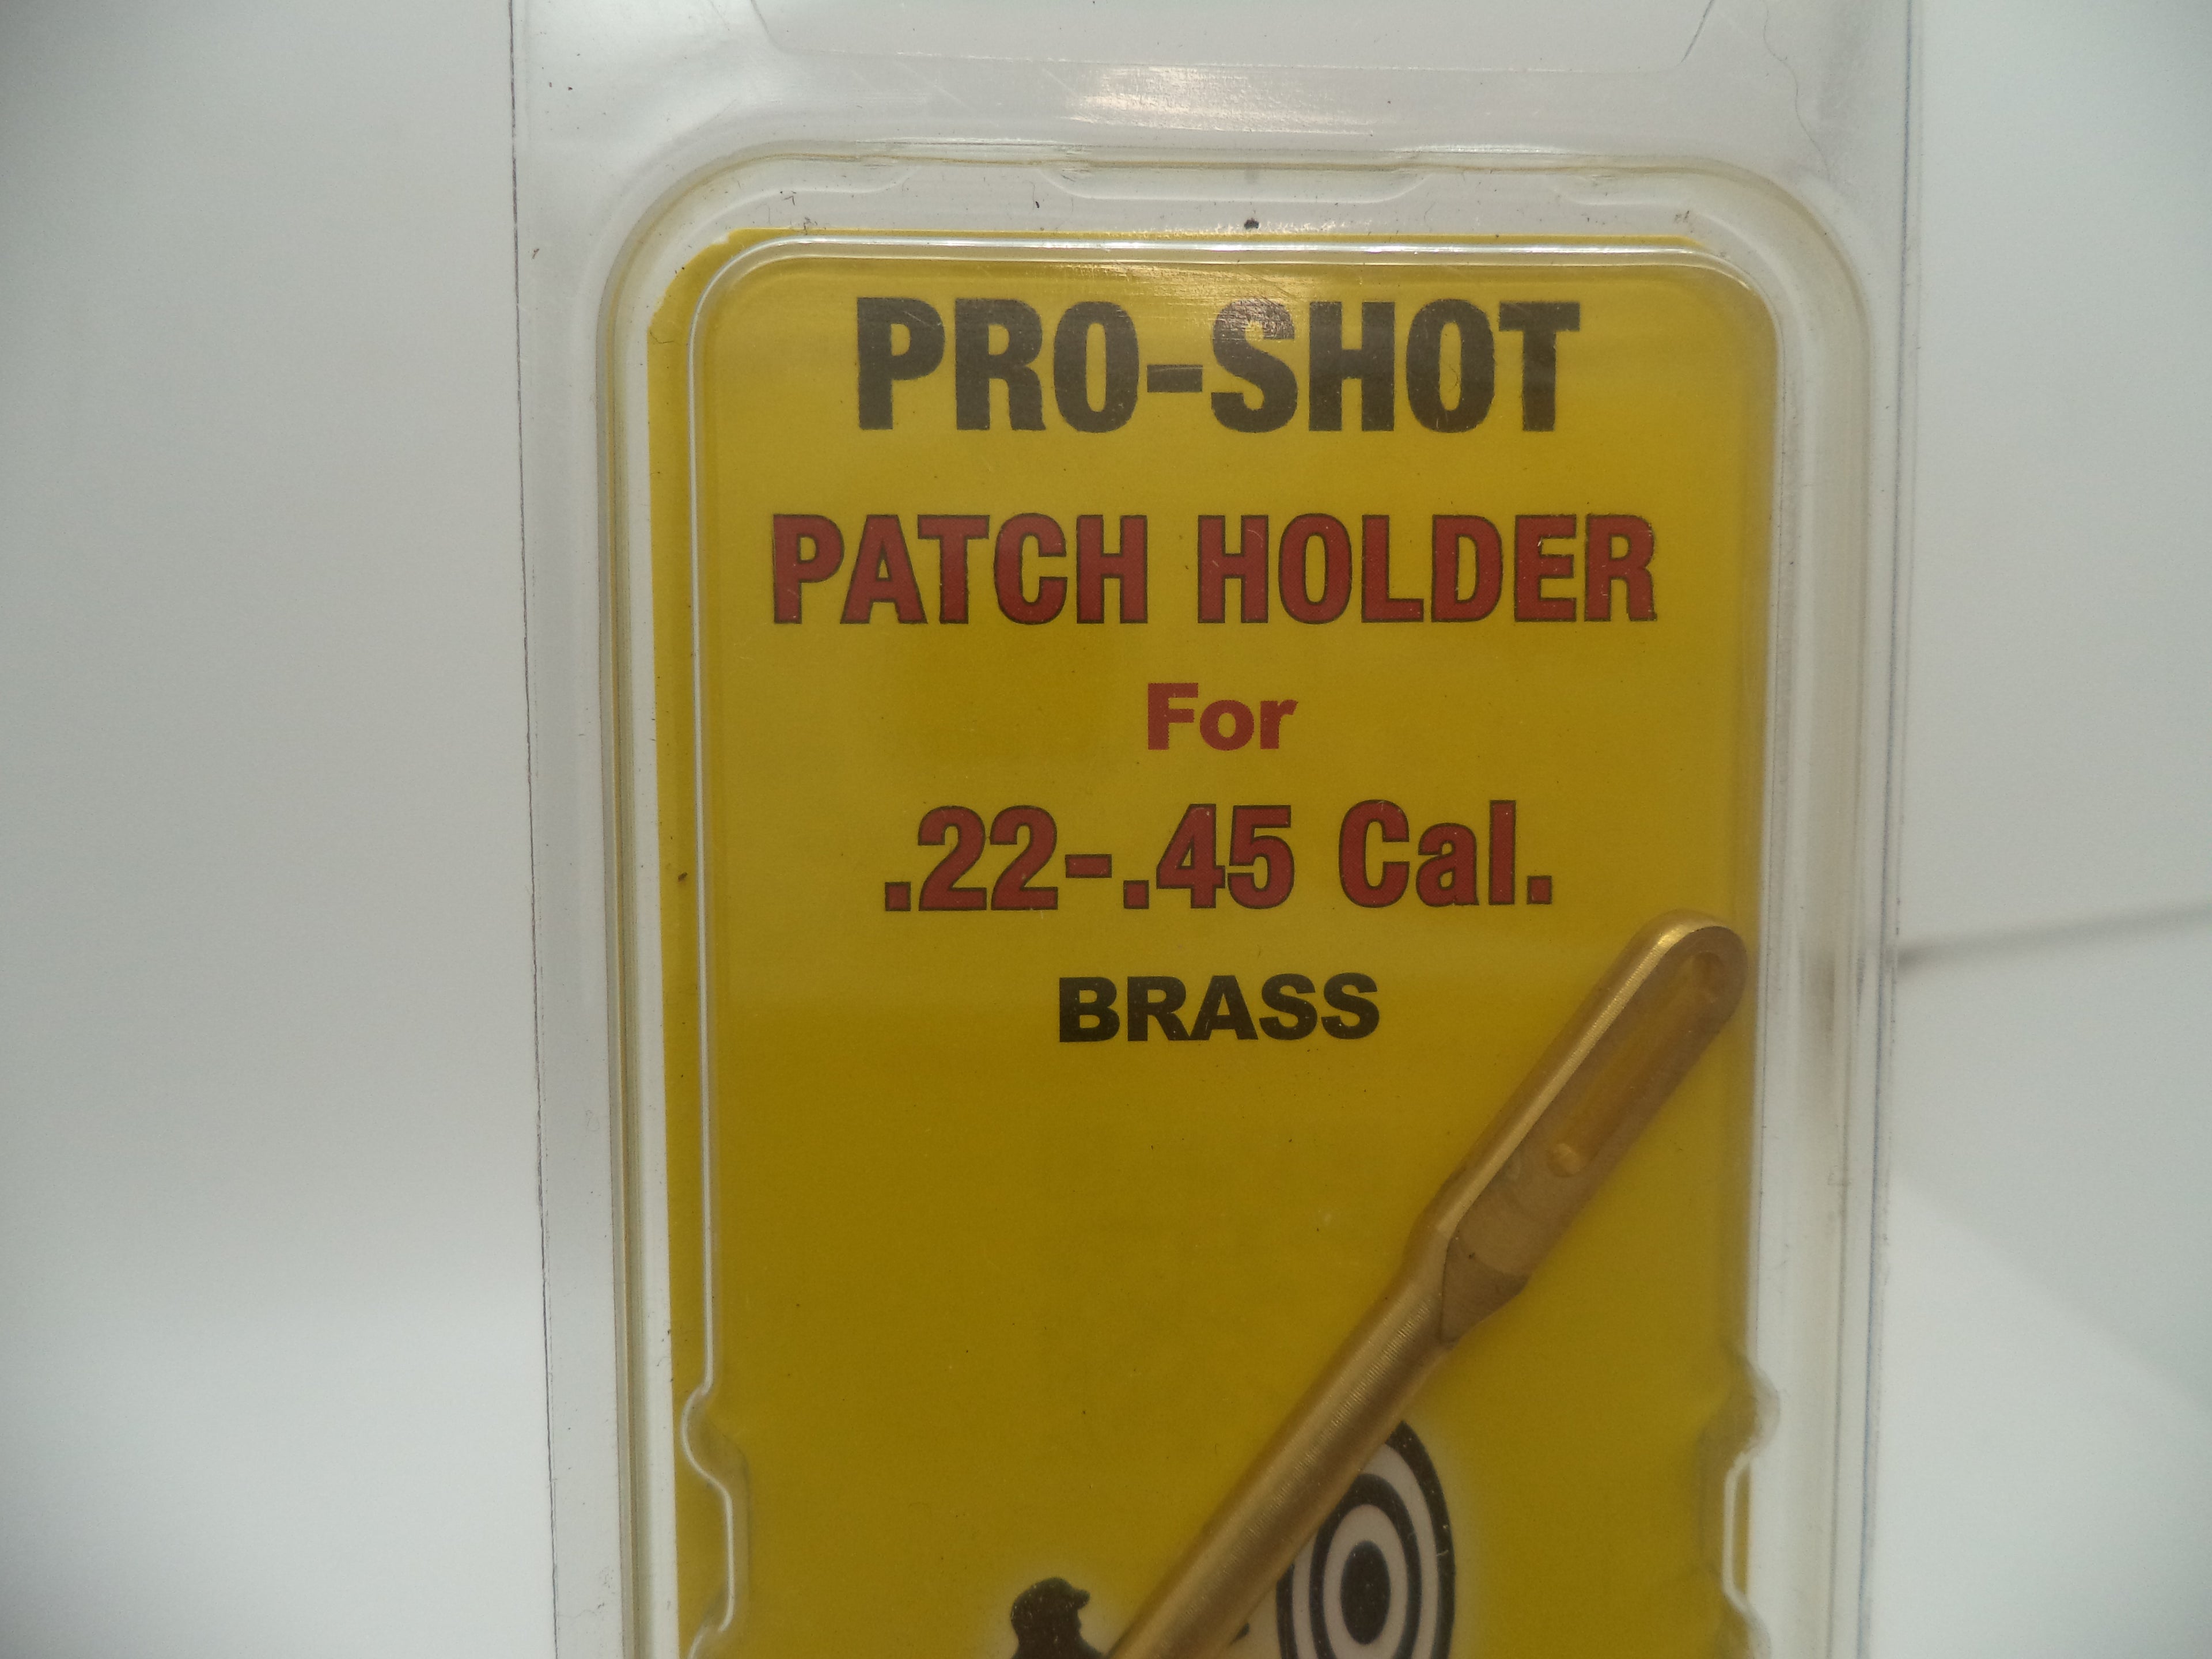 PRO-SHOT
PATCH HOLDER
For
.22-.45 Cal.
BRASS